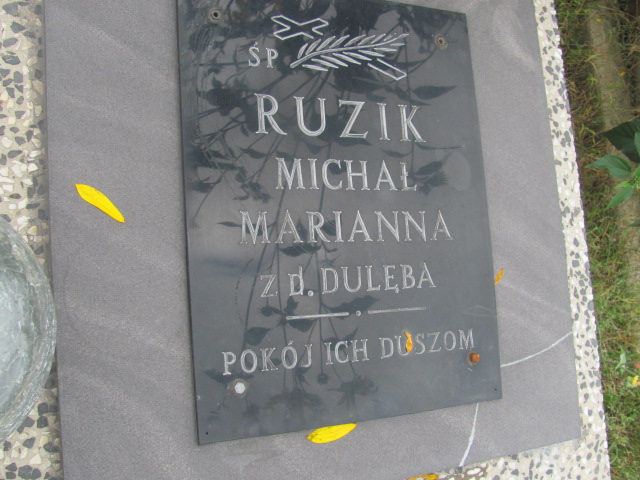 ŚP
RUZIK
MICHAŁ
MARIANNA
Z d. DULĘBA
POKÓJ ICH DUSZOM